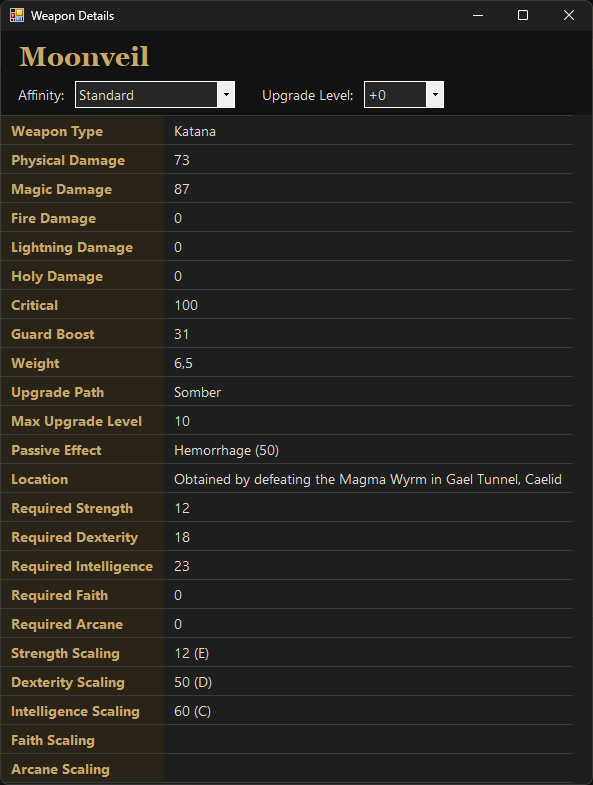 Weapon Details
Moonveil
Affinity: Standard Upgrade Level: +0
Weapon Type Katana
Physical Damage 73
Magic Damage 87
Fire Damage 0
Lightning Damage 0
Holy Damage 0
Critical 100
Guard Boost 31
Weight 6,5
Upgrade Path Somber
Max Upgrade Level 10
Passive Effect Hemorrhage (50)
Location Obtained by defeating the Magma Wyrm in Gael Tunnel, Caelid
Required Strength 12
Required Dexterity 18
Required Intelligence 23
Required Faith 0
Required Arcane 0
Strength Scaling 12 (E)
Dexterity Scaling 50 (D)
Intelligence Scaling 60 (C)
Faith Scaling
Arcane Scaling